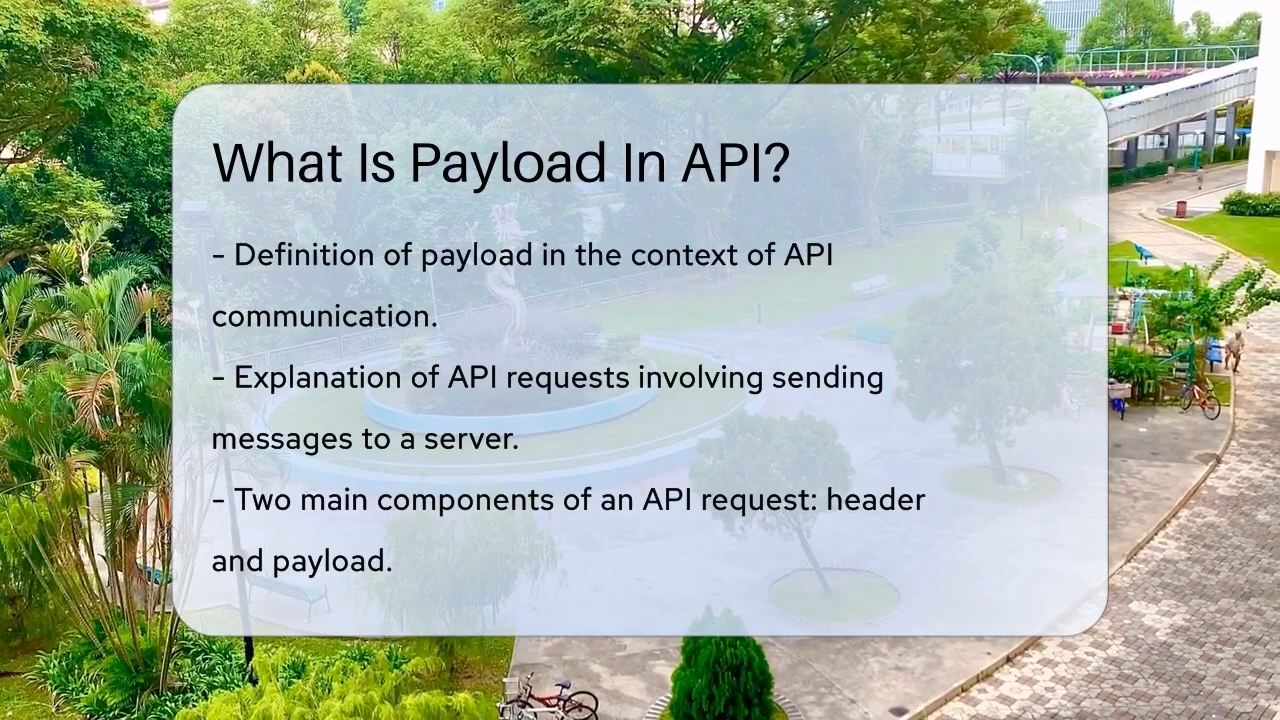 What Is Payload In API?
- Definition of payload in the context of API
communication.
- Explanation of API requests involving sending
messages to a server.
- Two main components of an API request: header
and payload.